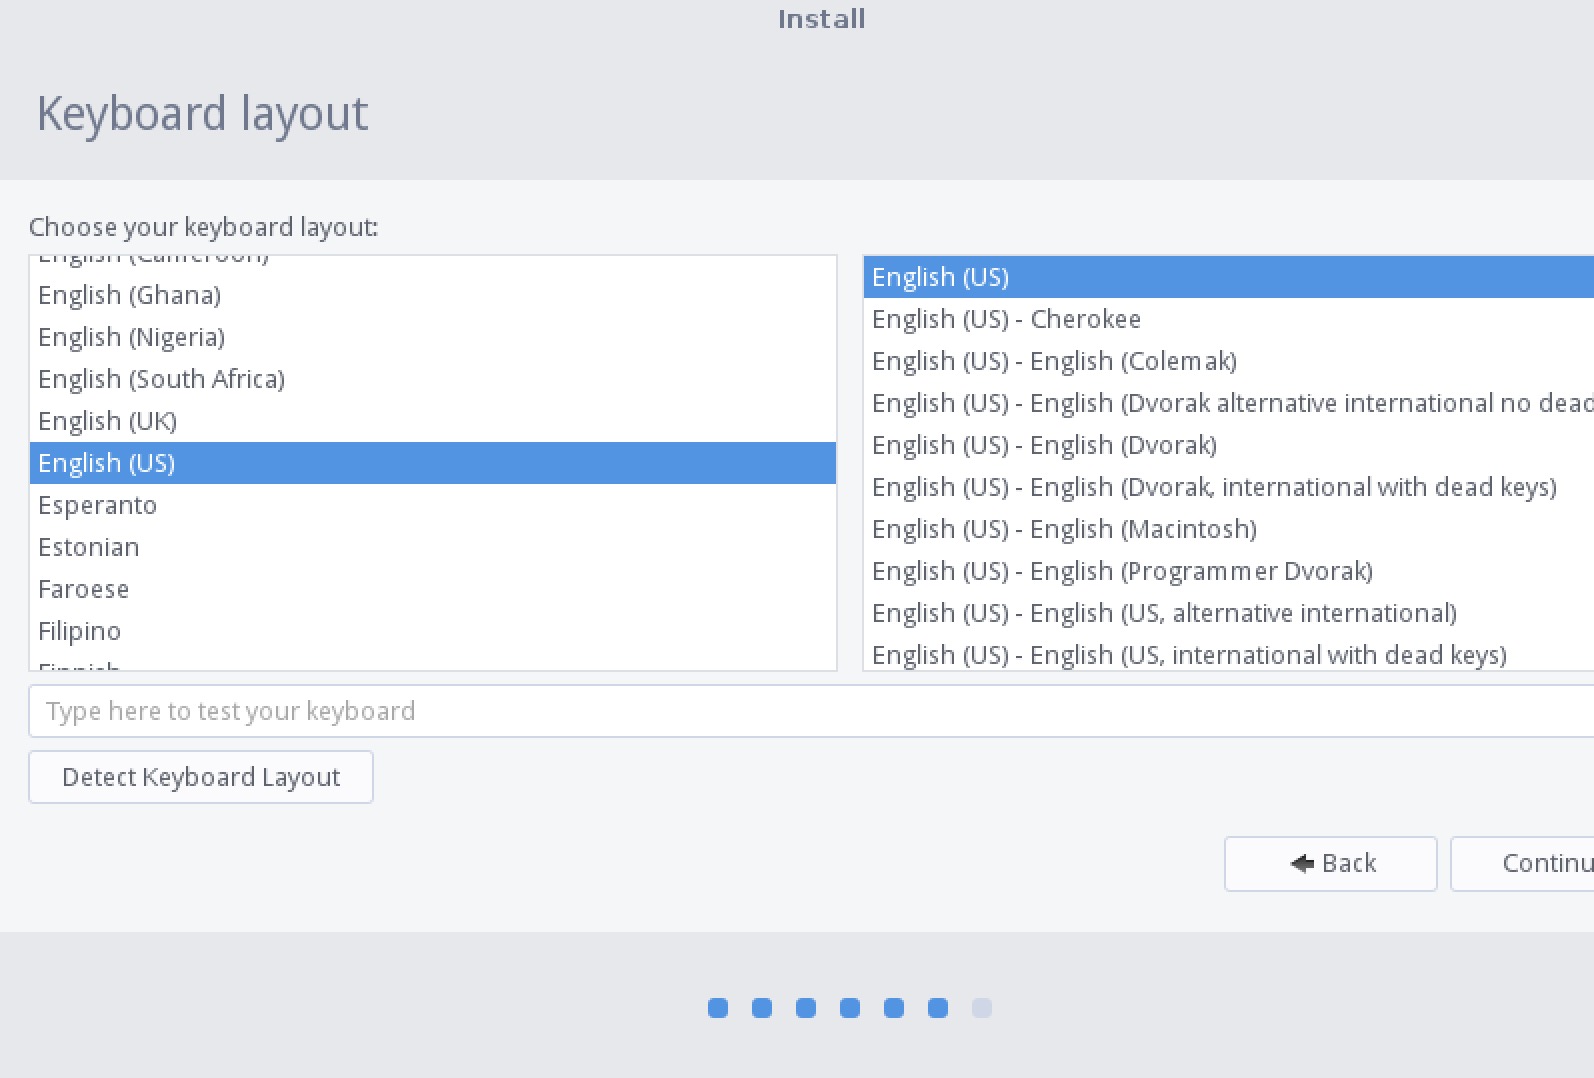 Install
Keyboard layout
Choose your keyboard layout:
English (Cameroon)
English (Ghana)
English (Nigeria)
English (South Africa)
English (UK)
English (US)
Esperanto
Estonian
Faroese
Filipino
Finnish
English (US)
English (US) - Cherokee
English (US) - English (Colemak)
English (US) - English (Dvorak alternative international no dead
English (US) - English (Dvorak)
English (US) - English (Dvorak, international with dead keys)
English (US) - English (Macintosh)
English (US) - English (Programmer Dvorak)
English (US) - English (US, alternative international)
English (US) - English (US, international with dead keys)
Type here to test your keyboard
Detect Keyboard Layout
Back
Continu